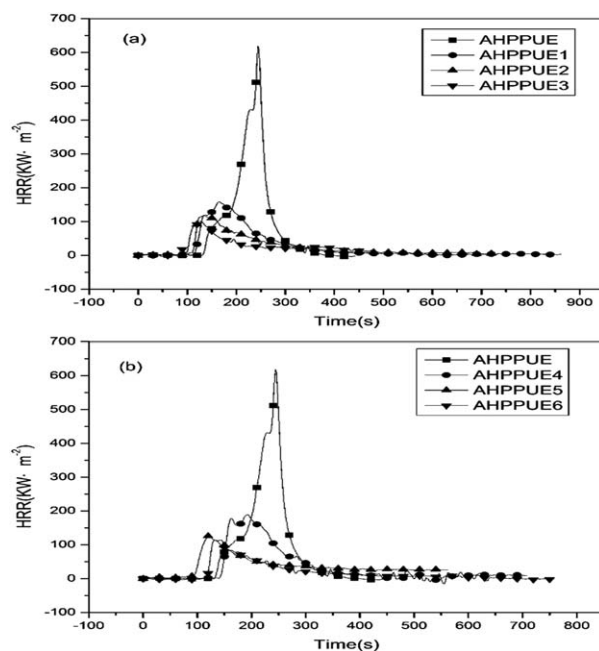 (a)
AHPPUE
AHPPUE1
AHPPUE2
AHPPUE3
HRR(KW· m⁻²)
700
600
500
400
300
200
100
0
-100
-100 0 100 200 300 400 500 600 700 800 900
Time(s)
(b)
AHPPUE
AHPPUE4
AHPPUE5
AHPPUE6
HRR(KW· m⁻²)
700
600
500
400
300
200
100
0
-100
-100 0 100 200 300 400 500 600 700 800
Time(s)